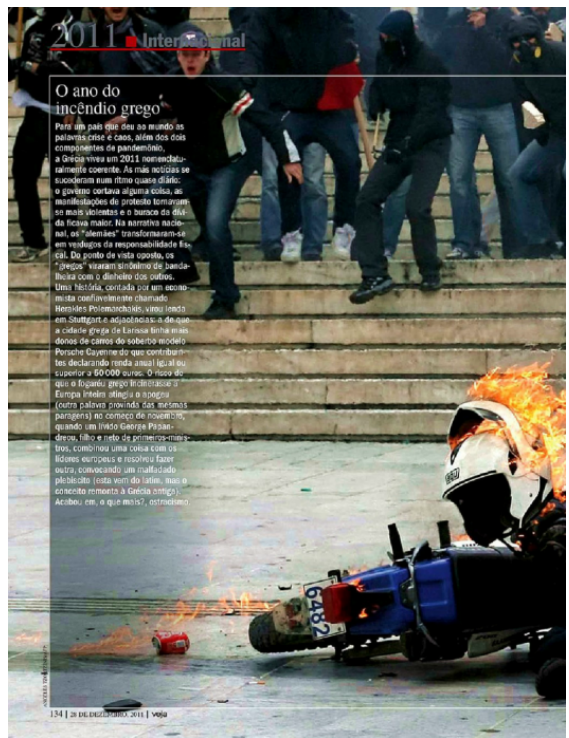 2011 Internacional
O ano do
incêndio grego
Para um país que deu ao mundo as
palavras crise e caos, além dos dois
componentes de pandemônio,
a Grécia viveu um 2011 nomenclatu-
ralmente coerente. As más notícias se
sucederam num ritmo quase diário:
o governo cortava alguma coisa, as
manifestações de protesto tornavam-
se mais violentas e o buraco da dívi-
da ficava maior. Na narrativa nacio-
nal, os "alemães" transformaram-se
em verdugos da responsabilidade fis-
cal. Do ponto de vista oposto, os
"gregos" viraram sinônimo de banda-
lheira com o dinheiro dos outros.
Uma história, contada por um econo-
mista confiavelmente chamado
Herakles Polemarchakis, virou lenda
em Stuttgart e adjacências: a de que
a cidade grega de Larissa tinha mais
donos de carros do soberbo modelo
Porsche Cayenne do que contribuin-
tes declarando renda anual igual ou
superior a 60 000 euros. O risco de
que o fogaréu grego incinerasse a
Europa inteira atingiu o apogeu
(outra palavra provinda das mesmas
paragens) no começo de novembro,
quando um lívido George Papan-
dreou, filho e neto de primeiros-minis-
tros, combinou uma coisa com os
líderes europeus e resolveu fazer
outra, convocando um malfadado
plebiscito (esta vem do latim, mas o
conceito remonta à Grécia antiga).
Acabou em, o que mais?, ostracismo
6482
134 | 28 DE DEZEMBRO, 2011 | veja